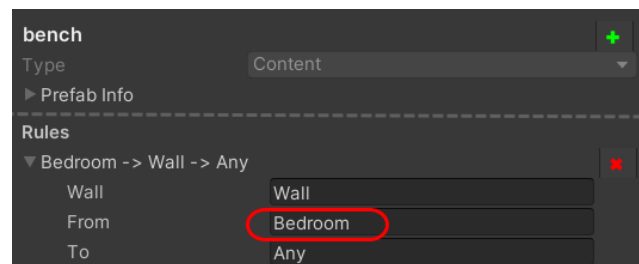 bench
Type Content
Prefab Info
Rules
Bedroom -> Wall -> Any
Wall Wall
From Bedroom
To Any